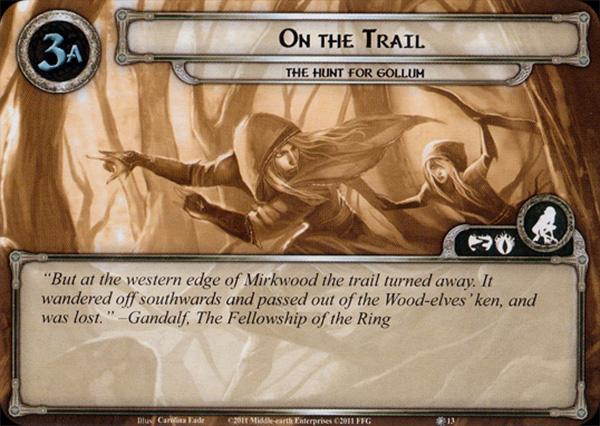 3A
ON THE TRAIL
THE HUNT FOR GOLLUM
“But at the western edge of Mirkwood the trail turned away. It
wandered off southwards and passed out of the Wood-elves’ ken, and
was lost.” –Gandalf, The Fellowship of the Ring
Illus. Carolina Eade ©2011 Middle-earth Enterprises ©2011 FFG 13